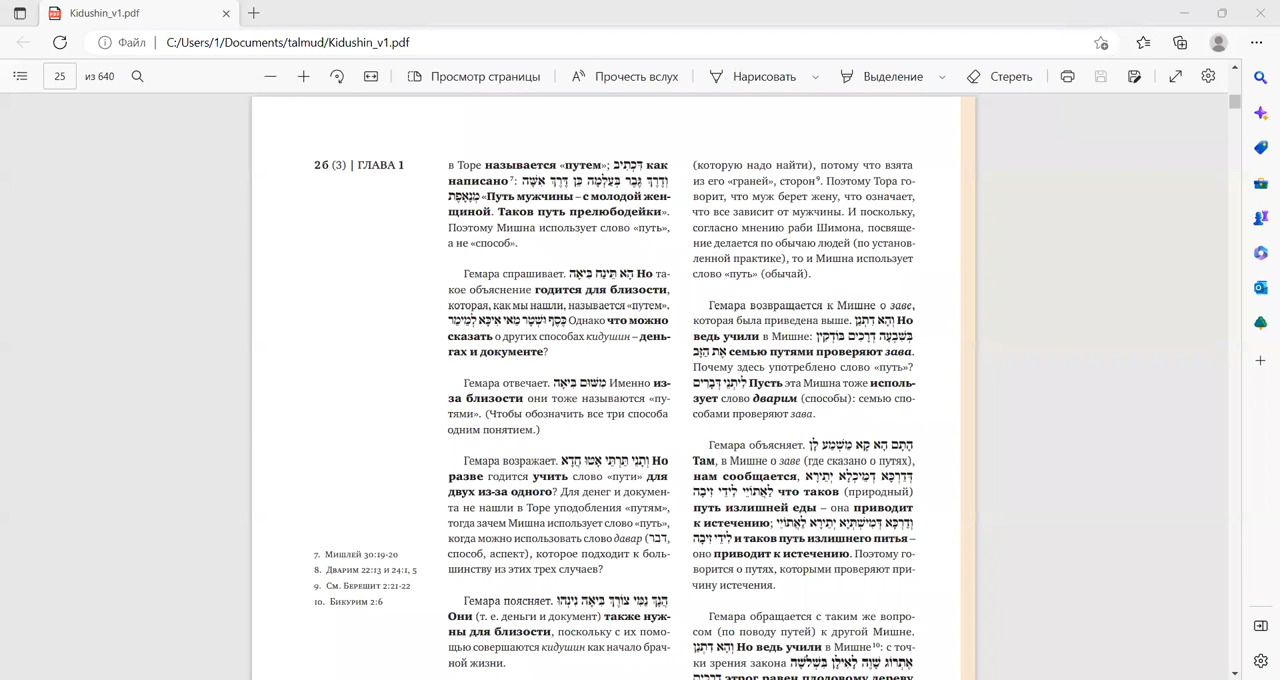 Kidushin_v1.pdf
Файл
C:/Users/1/Documents/talmud/Kidushin_v1.pdf
25 из 640
Просмотр страницы
Прочесть вслух
Нарисовать
Выделение
Стереть
2б (3) | ГЛАВА 1
в Торе называется «путем»; דִּכְתִיב как
написано⁷: וְדֶרֶךְ גֶּבֶר בְּעַלְמָה כֵּן דֶּרֶךְ אִשָּׁה
מְנָאָפֶת «Путь мужчины – с молодой жен-
щиной. Таков путь прелюбодейки».
Поэтому Мишна использует слово «путь»,
а не «способ».
Гемара спрашивает. הָא תִּינַח בִּיאָה Но та-
кое объяснение годится для близости,
которая, как мы нашли, называется «путем».
כֶּסֶף וּשְׁטָר מַאי אִיכָּא לְמֵימַר Однако что можно
сказать о других способах кидушин – день-
гах и документе?
Гемара отвечает. מִשּׁוּם בִּיאָה Именно из-
за близости они тоже называются «пу-
тями». (Чтобы обозначить все три способа
одним понятием.)
Гемара возражает. וְתָנֵי תַּרְתֵּי אַטּוּ חֲדָא Но
разве годится учить слово «пути» для
двух из-за одного? Для денег и докумен-
та не нашли в Торе уподобления «путям»,
тогда зачем Мишна использует слово «путь»,
когда можно использовать слово давар (דבר,
способ, аспект), которое подходит к боль-
шинству из этих трех случаев?
Гемара поясняет. הָנָךְ נַמִי צוֹרֶךְ בִּיאָה נִינְהוּ
Они (т. е. деньги и документ) также нуж-
ны для близости, поскольку с их помо-
щью совершаются кидушин как начало брач-
ной жизни.
7. Мишлей 30:19-20
8. Дварим 22:13 и 24:1, 5
9. См. Берешит 2:21-22
10. Бикурим 2:6
(которую надо найти), потому что взята
из его «граней», сторон⁹. Поэтому Тора го-
ворит, что муж берет жену, что означает,
что все зависит от мужчины. И поскольку,
согласно мнению раби Шимона, посвяще-
ние делается по обычаю людей (по установ-
ленной практике), то и Мишна использует
слово «путь» (обычай).
Гемара возвращается к Мишне о заве,
которая была приведена выше. וְהָא דִּתְנַן Но
ведь учили в Мишне: בְּשִׁבְעָה דְּרָכִים בּוֹדְקִין
אֶת הַזָּב семью путями проверяют зава.
Почему здесь употреблено слово «путь»?
לִיתְנֵי דְּבָרִים Пусть эта Мишна тоже исполь-
зует слово дварим (способы): семью спо-
собами проверяют зава.
Гемара объясняет. הָתָם הָא קָא מַשְׁמַע לַן
Там, в Мишне о заве (где сказано о путях),
нам сообщается, דְּדַרְכָּא דְּמֵיכְלָא יַתִּירָא
לְאֵתוֹיֵי לִידֵי זִיבָה что таков (природный)
путь излишней еды – она приводит
к истечению; וְדַרְכָּא דְּמִישְׁתְּיָא יַתִּירָא לְאֵתוֹיֵי
לִידֵי זִיבָה и таков путь излишнего питья –
оно приводит к истечению. Поэтому го-
ворится о путях, которыми проверяют при-
чину истечения.
Гемара обращается с таким же вопро-
сом (по поводу путей) к другой Мишне.
וְהָא דִּתְנַן Но ведь учили в Мишне¹⁰: с точ-
ки зрения закона אֶתְרוֹג שָׁוֶה לָאִילָן בִּשְׁלֹשָׁה
דְּרָכִים этрог равен плодовому дереву